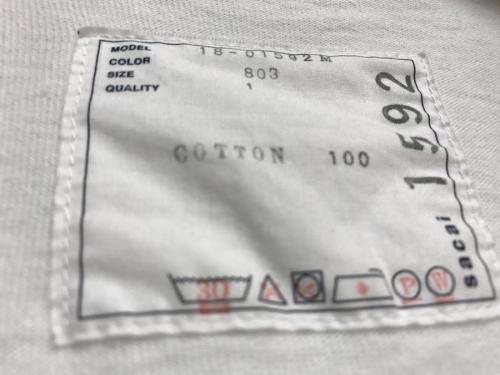 MODEL 18-01592M
COLOR 803
SIZE 1
QUALITY
COTTON 100
1592
sacai
30
P
W